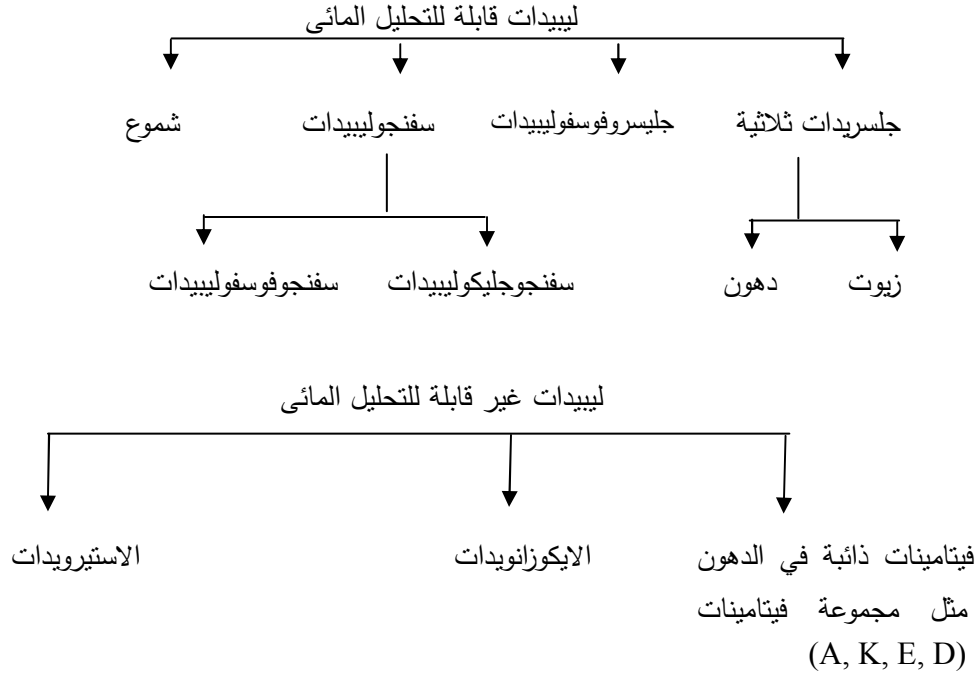 ليبيدات قابلة للتحليل المائى
جلسريدات ثلاثية جليسروفوسفوليبيدات سفنجوليبيدات شموع
زيوت دهون سفنجوجليكوليبيدات سفنجوفوسفوليبيدات
ليبيدات غير قابلة للتحليل المائى
فيتامينات ذائبة في الدهون الايكوزانويدات الاستيرويدات
مثل مجموعة فيتامينات
(A, K, E, D)